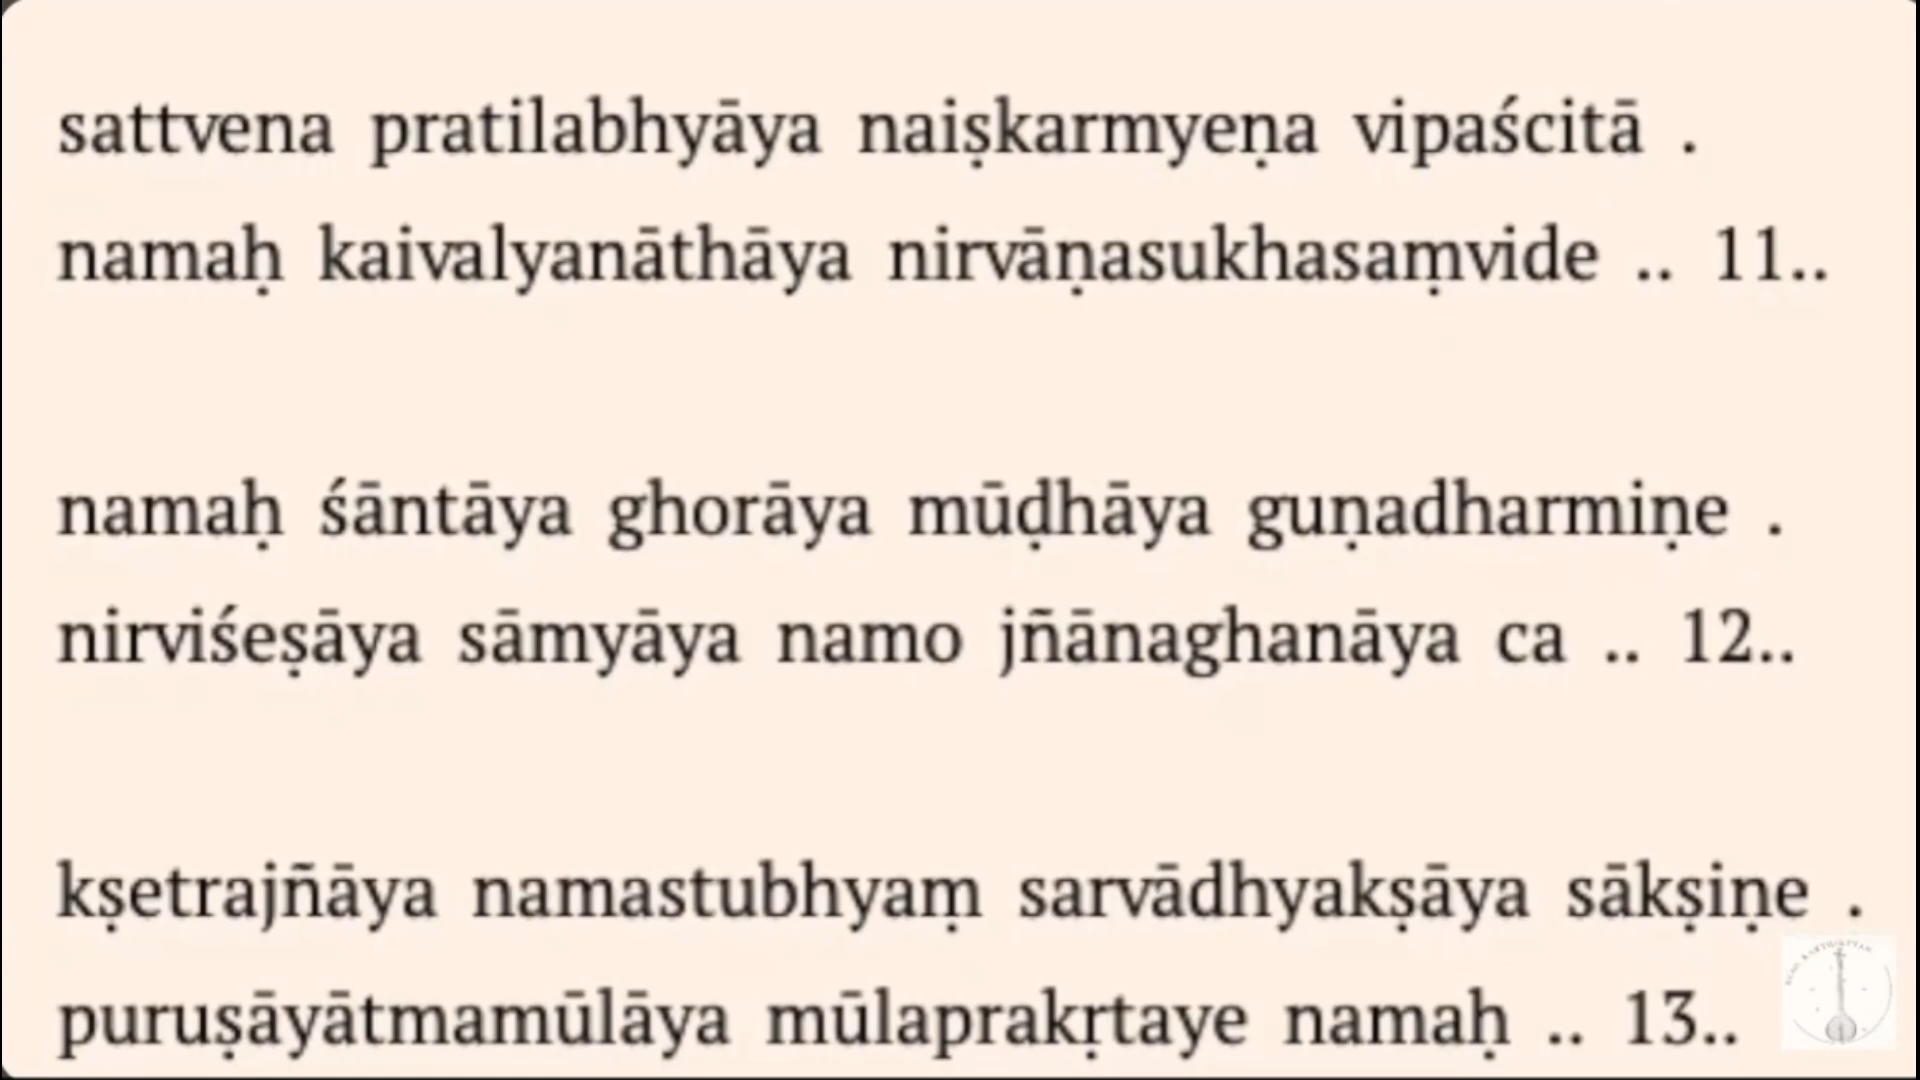 sattvena pratilabhyāya naiṣkarmyeṇa vipaścitā .
namaḥ kaivalyanāthāya nirvāṇasukhasaṃvide .. 11..
namaḥ śāntāya ghorāya mūḍhāya guṇadharmiṇe .
nirviśeṣāya sāmyāya namo jñānaghanāya ca .. 12..
kṣetrajñāya namastubhyaṃ sarvādhyakṣāya sākṣiṇe .
puruṣāyātmamūlāya mūlaprakṛtaye namaḥ .. 13..